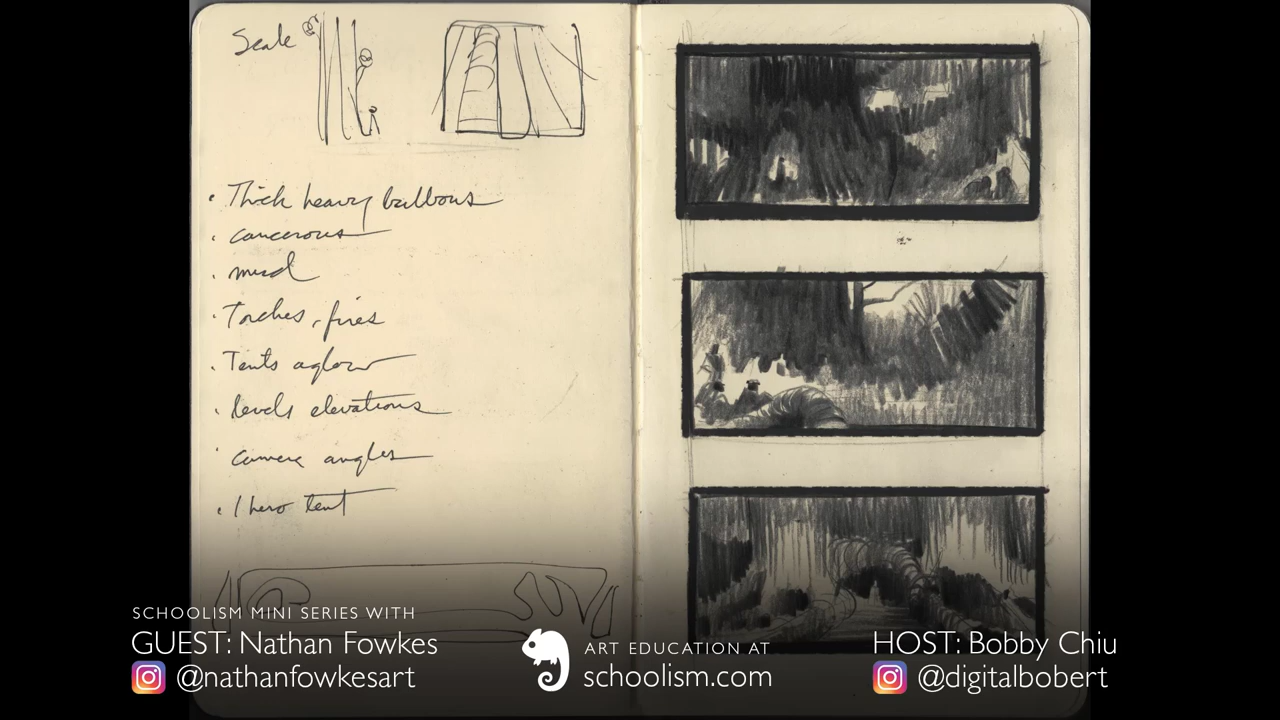 Scale
· Thick heavy bulbous
· cancerous
· mud
· Torches, fires
· Tents aglow
· levels elevations
· camera angles
· 1 hero tent
SCHOOLISM MINI SERIES WITH
GUEST: Nathan Fowkes
@nathanfowkesart
ART EDUCATION AT
schoolism.com
HOST: Bobby Chiu
@digitalbobert